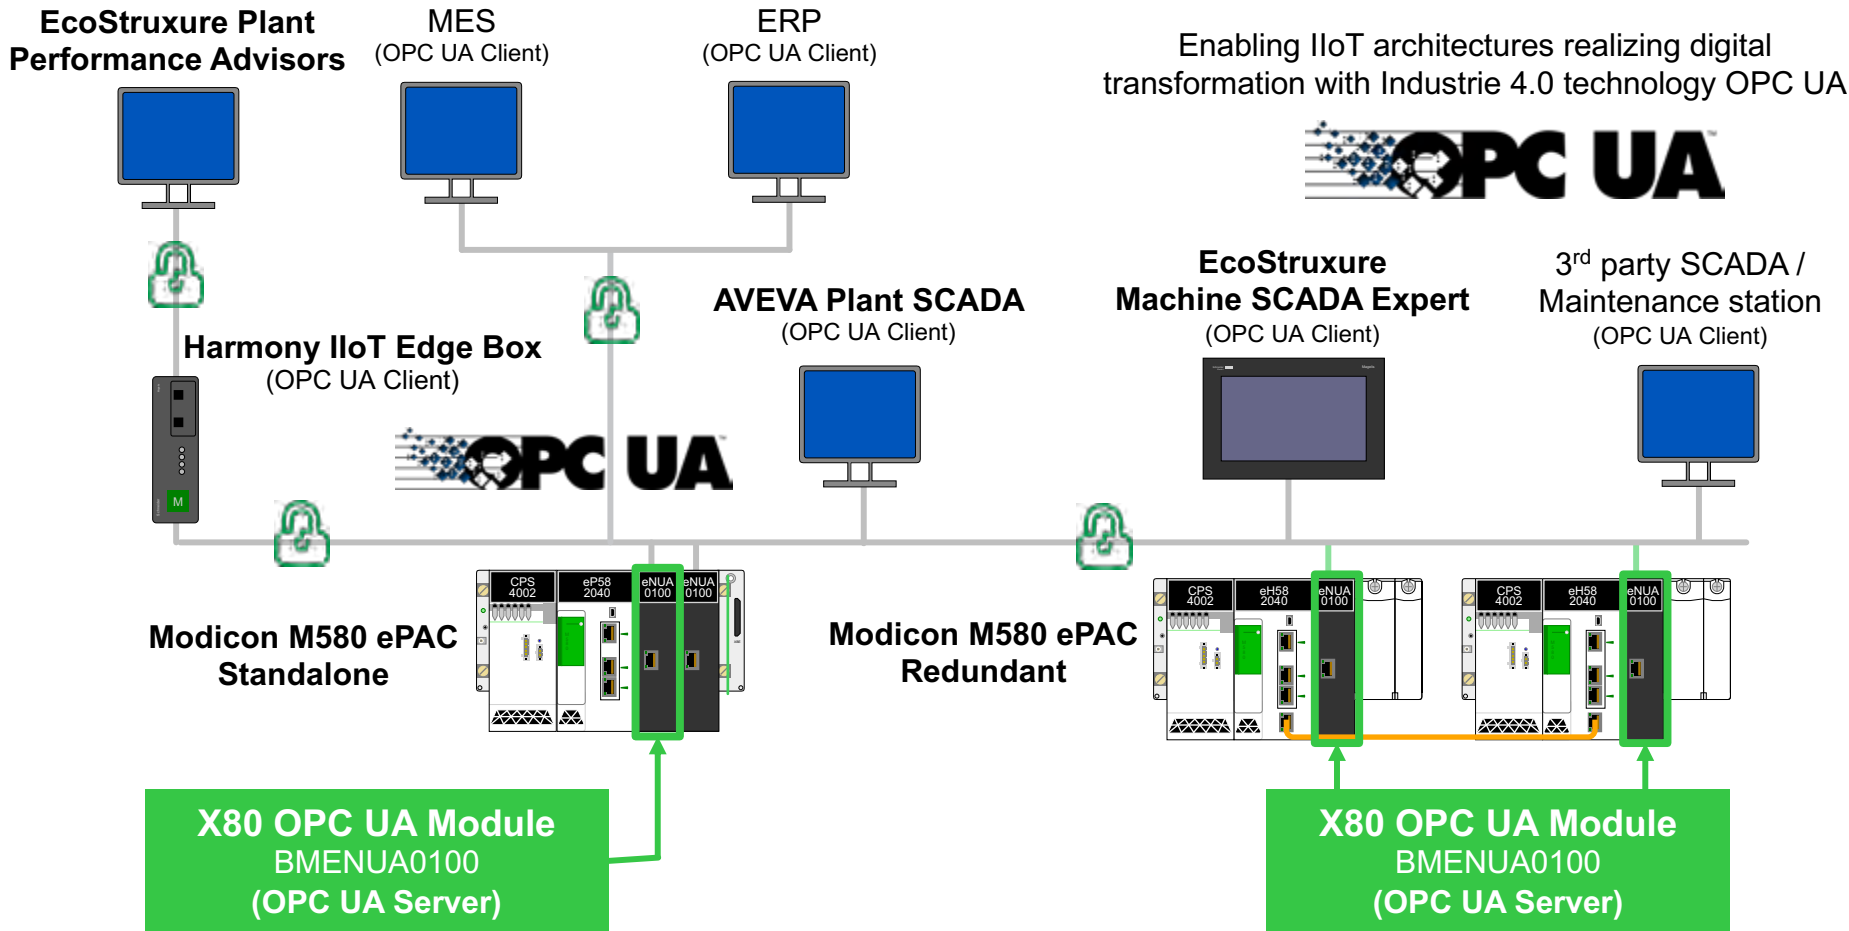 EcoStruxure Plant
Performance Advisors
MES
(OPC UA Client)
ERP
(OPC UA Client)
Enabling IIoT architectures realizing digital
transformation with Industrie 4.0 technology OPC UA
OPC UA
EcoStruxure
Machine SCADA Expert
(OPC UA Client)
3rd party SCADA /
Maintenance station
(OPC UA Client)
AVEVA Plant SCADA
(OPC UA Client)
Harmony IIoT Edge Box
(OPC UA Client)
OPC UA
M
CPS
4002
eP58
2040
eNUA
0100
eNUA
0100
Modicon M580 ePAC
Standalone
Modicon M580 ePAC
Redundant
CPS
4002
eH58
2040
eNUA
0100
CPS
4002
eH58
2040
eNUA
0100
X80 OPC UA Module
BMENUA0100
(OPC UA Server)
X80 OPC UA Module
BMENUA0100
(OPC UA Server)